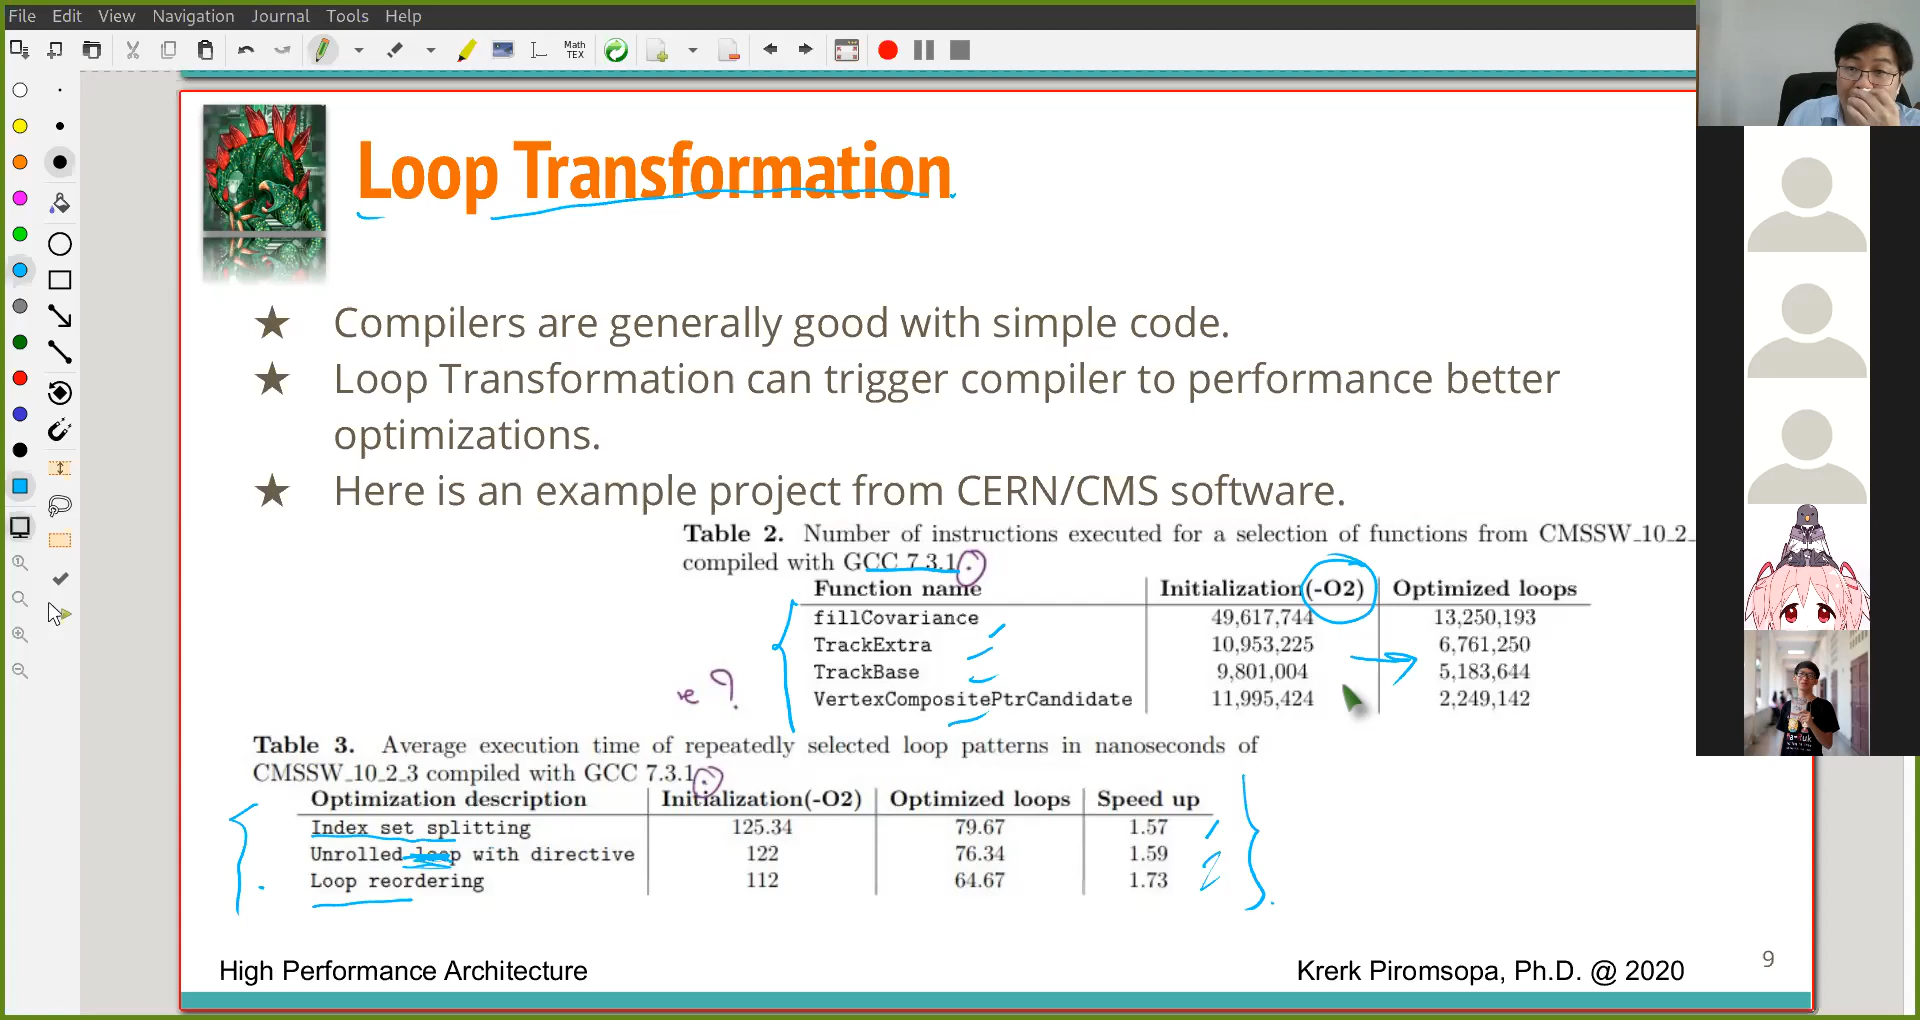 File Edit View Navigation Journal Tools Help
Math
TEX
Loop Transformation
★ Compilers are generally good with simple code.
★ Loop Transformation can trigger compiler to performance better
optimizations.
★ Here is an example project from CERN/CMS software.
Table 2. Number of instructions executed for a selection of functions from CMSSW_10_2_
compiled with GCC 7.3.1.
Function name Initialization(-O2) Optimized loops
fillCovariance 49,617,744 13,250,193
TrackExtra 10,953,225 6,761,250
TrackBase 9,801,004 5,183,644
VertexCompositePtrCandidate 11,995,424 2,249,142
Table 3. Average execution time of repeatedly selected loop patterns in nanoseconds of
CMSSW_10_2_3 compiled with GCC 7.3.1.
Optimization description Initialization(-O2) Optimized loops Speed up
Index set splitting 125.34 79.67 1.57
Unrolled loop with directive 122 76.34 1.59
Loop reordering 112 64.67 1.73
High Performance Architecture
Krerk Piromsopa, Ph.D. @ 2020
9